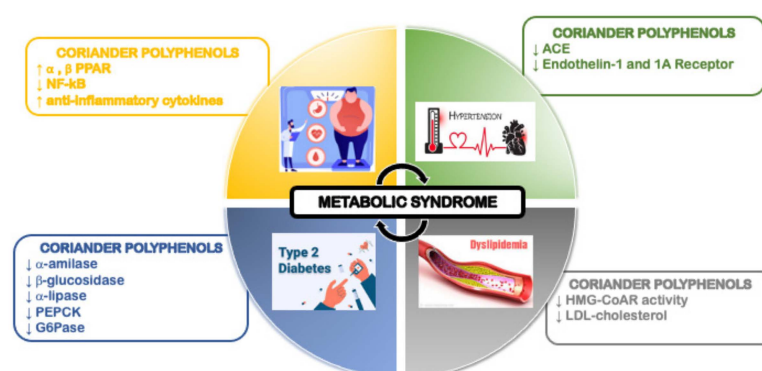 CORIANDER POLYPHENOLS
↑ α , β PPAR
↓ NF-kB
↑ anti-inflammatory cytokines
CORIANDER POLYPHENOLS
↓ ACE
↓ Endothelin-1 and 1A Receptor
HYPERTENSION
METABOLIC SYNDROME
CORIANDER POLYPHENOLS
↓ α-amilase
↓ β-glucosidase
↓ α-lipase
↓ PEPCK
↓ G6Pase
Type 2
Diabetes
Dyslipidemia
CORIANDER POLYPHENOLS
↓ HMG-CoAR activity
↓ LDL-cholesterol